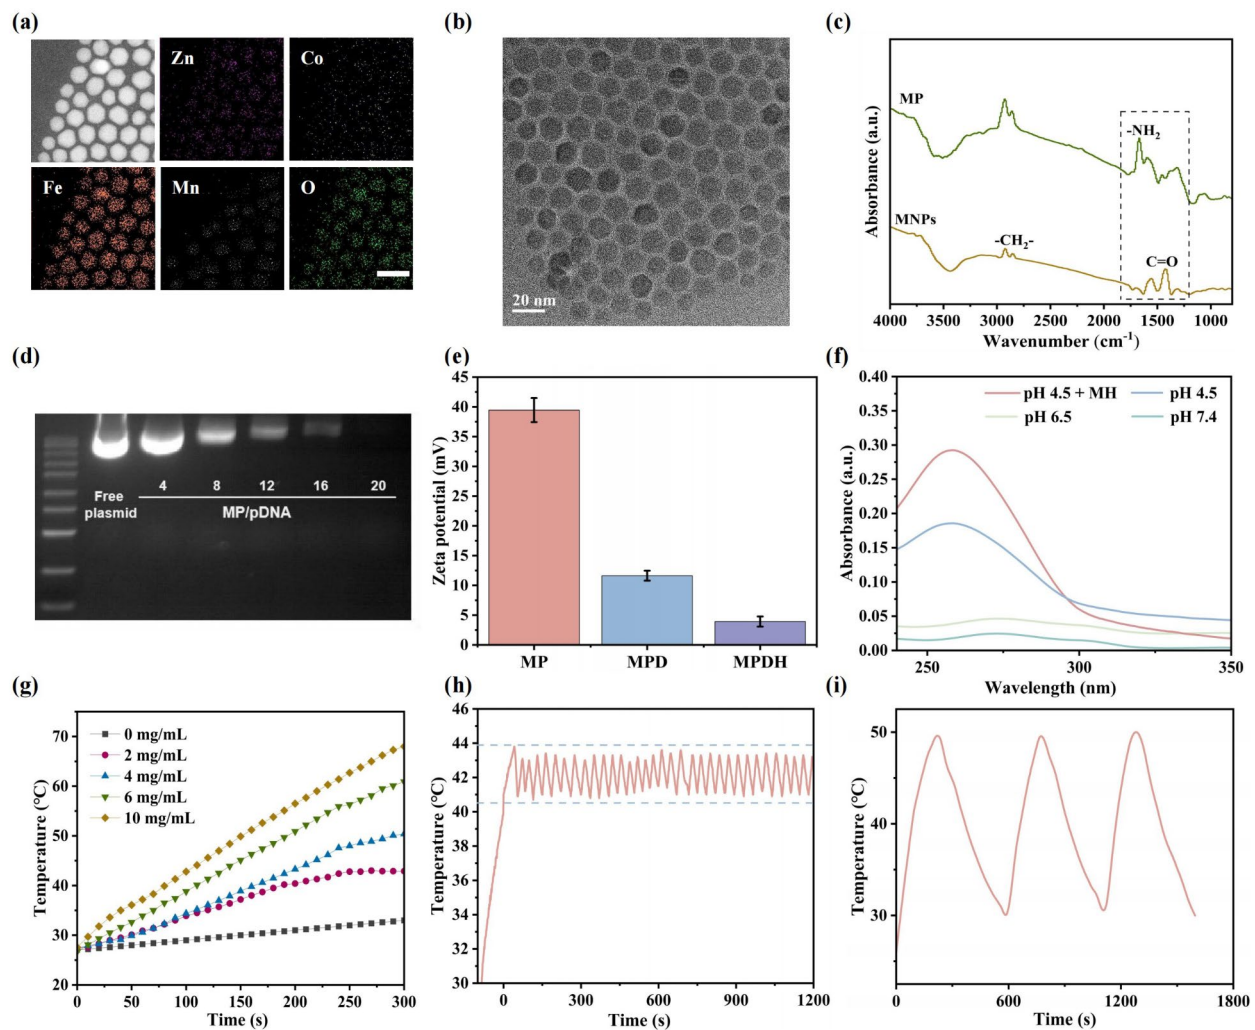 (a)
Zn
Co
Fe
Mn
O
(b)
20 nm
(c)
Absorbance (a.u.)
MP
-NH₂
MNPs
-CH₂-
C=O
4000 3500 3000 2500 2000 1500 1000
Wavenumber (cm⁻¹)
(d)
Free
plasmid
4 8 12 16 20
MP/pDNA
(e)
Zeta potential (mV)
45
40
35
30
25
20
15
10
5
0
MP MPD MPDH
(f)
Absorbance (a.u.)
0.40
0.35
0.30
0.25
0.20
0.15
0.10
0.05
0.00
pH 4.5 + MH pH 4.5
pH 6.5 pH 7.4
250 300 350
Wavelength (nm)
(g)
Temperature (°C)
70
60
50
40
30
20
0 mg/mL
2 mg/mL
4 mg/mL
6 mg/mL
10 mg/mL
0 50 100 150 200 250 300
Time (s)
(h)
Temperature (°C)
46
44
42
40
38
36
34
32
30
0 300 600 900 1200
Time (s)
(i)
Temperature (°C)
50
40
30
0 600 1200 1800
Time (s)